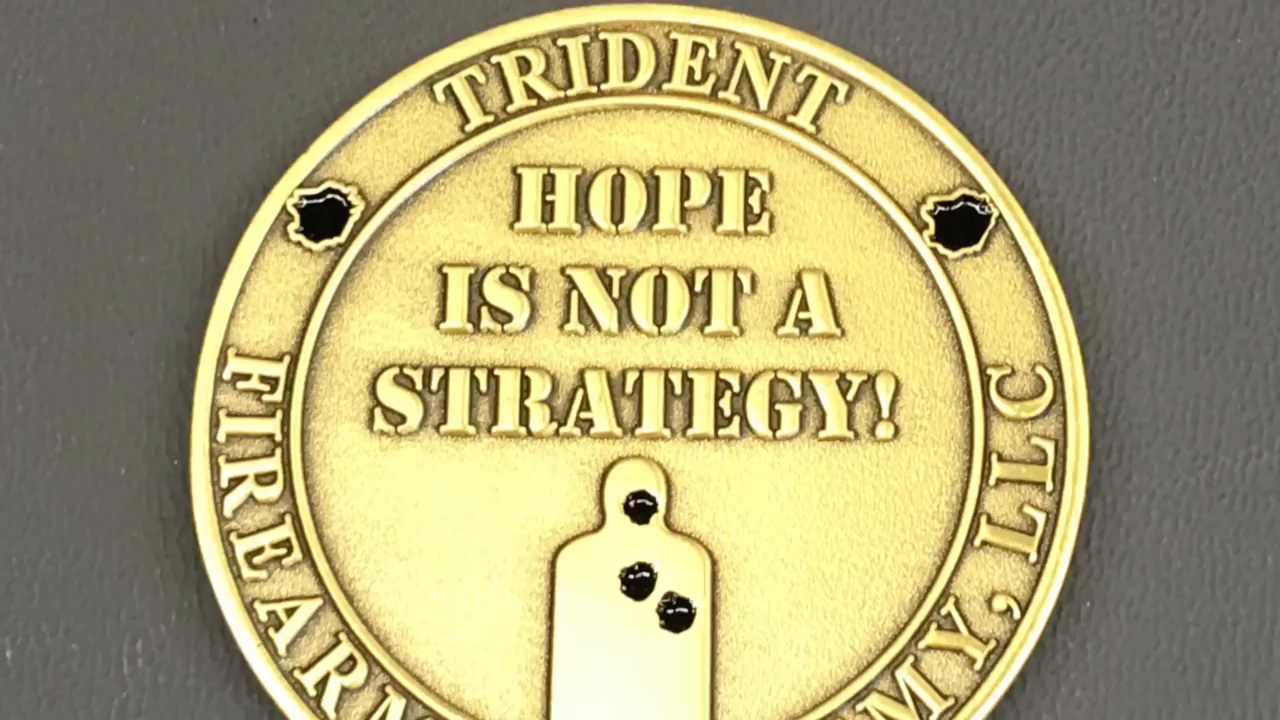 TRIDENT
HOPE
IS NOT A
STRATEGY!
FIREARM
MY, LLC